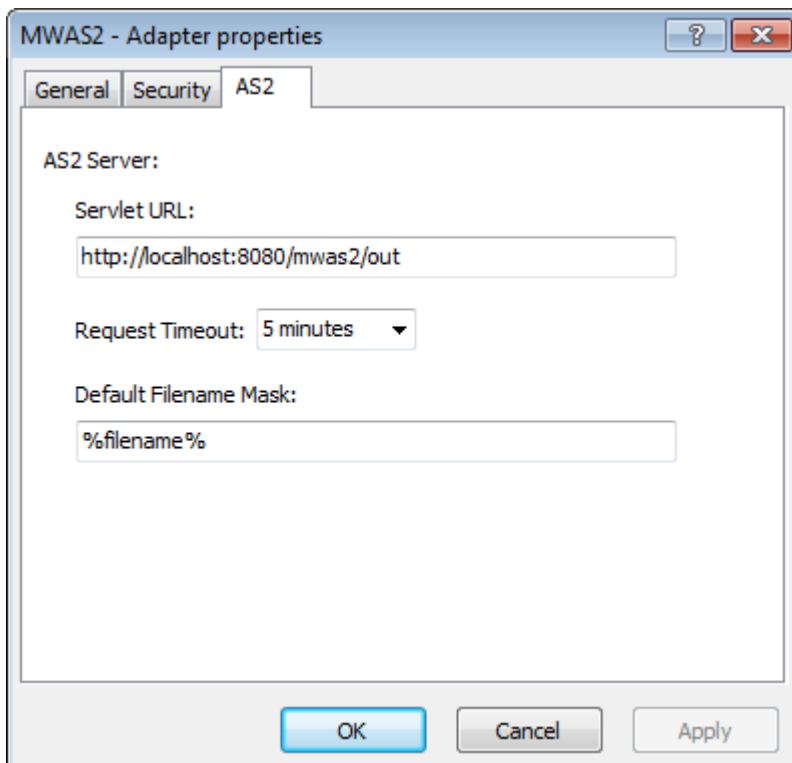 MWAS2 - Adapter properties
General Security AS2
AS2 Server:
Servlet URL:
http://localhost:8080/mwas2/out
Request Timeout: 5 minutes
Default Filename Mask:
%filename%
OK Cancel Apply